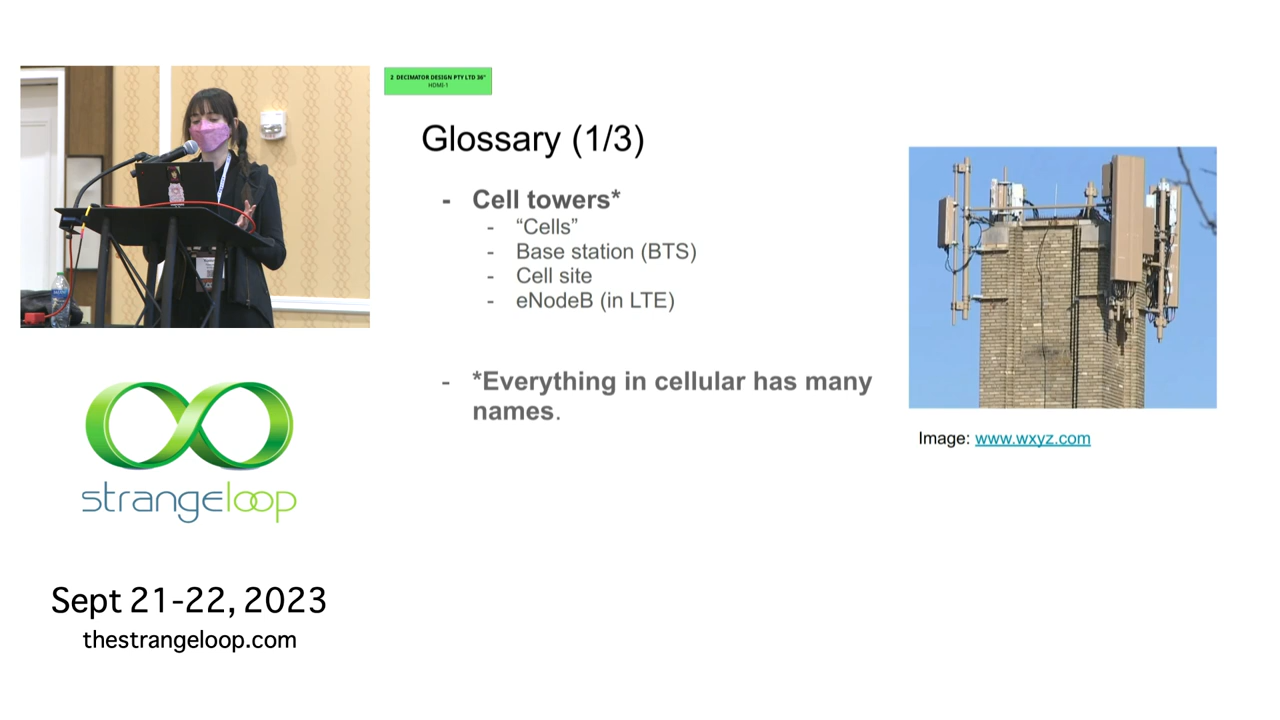 2 DECIMATOR DESIGN PTY LTD 36"
HDMI-1
Glossary (1/3)
- Cell towers*
- “Cells”
- Base station (BTS)
- Cell site
- eNodeB (in LTE)
- *Everything in cellular has many
names.
Image: www.wxyz.com
strangeloop
Sept 21-22, 2023
thestrangeloop.com